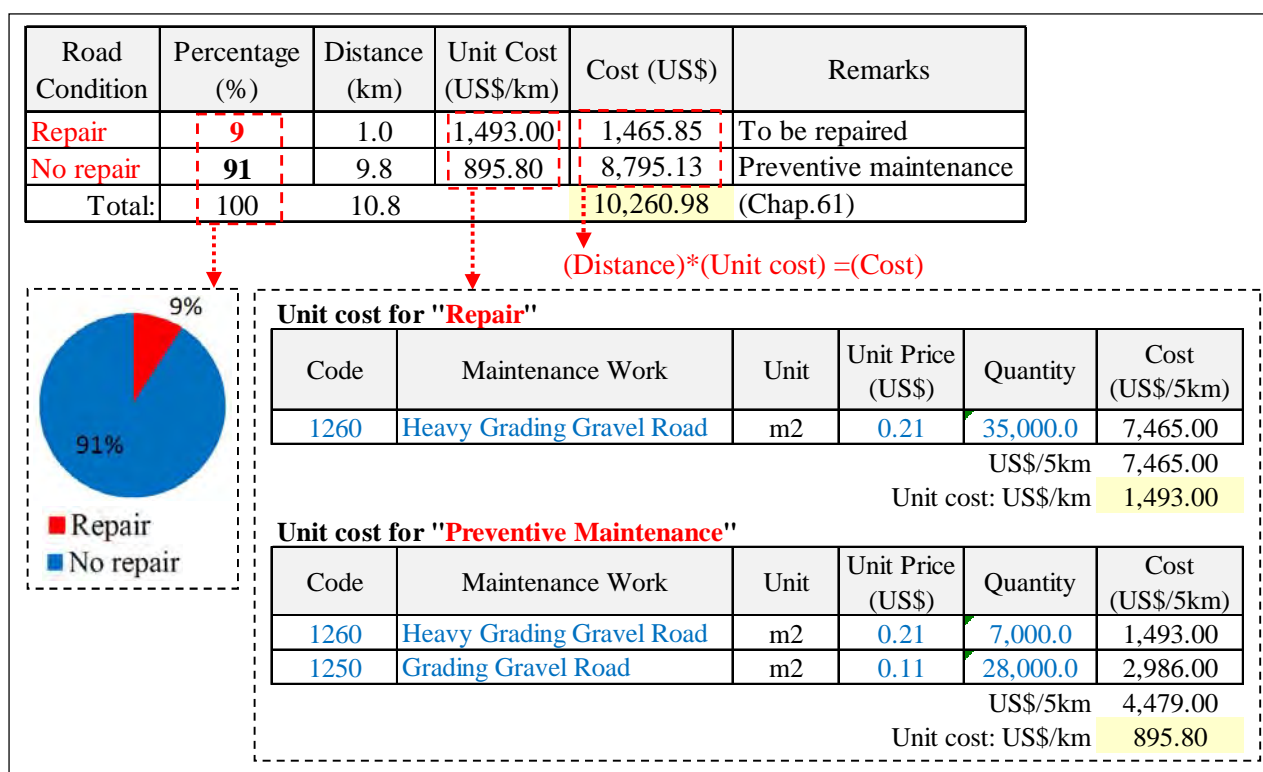 Road Condition Percentage (%) Distance (km) Unit Cost (US$/km) Cost (US$) Remarks
Repair 9 1.0 1,493.00 1,465.85 To be repaired
No repair 91 9.8 895.80 8,795.13 Preventive maintenance
Total: 100 10.8 10,260.98 (Chap.61)
(Distance)*(Unit cost) =(Cost)
9%
91%
Repair
No repair
Unit cost for "Repair"
Code Maintenance Work Unit Unit Price (US$) Quantity Cost (US$/5km)
1260 Heavy Grading Gravel Road m2 0.21 35,000.0 7,465.00
US$/5km 7,465.00
Unit cost: US$/km 1,493.00
Unit cost for "Preventive Maintenance"
Code Maintenance Work Unit Unit Price (US$) Quantity Cost (US$/5km)
1260 Heavy Grading Gravel Road m2 0.21 7,000.0 1,493.00
1250 Grading Gravel Road m2 0.11 28,000.0 2,986.00
US$/5km 4,479.00
Unit cost: US$/km 895.80